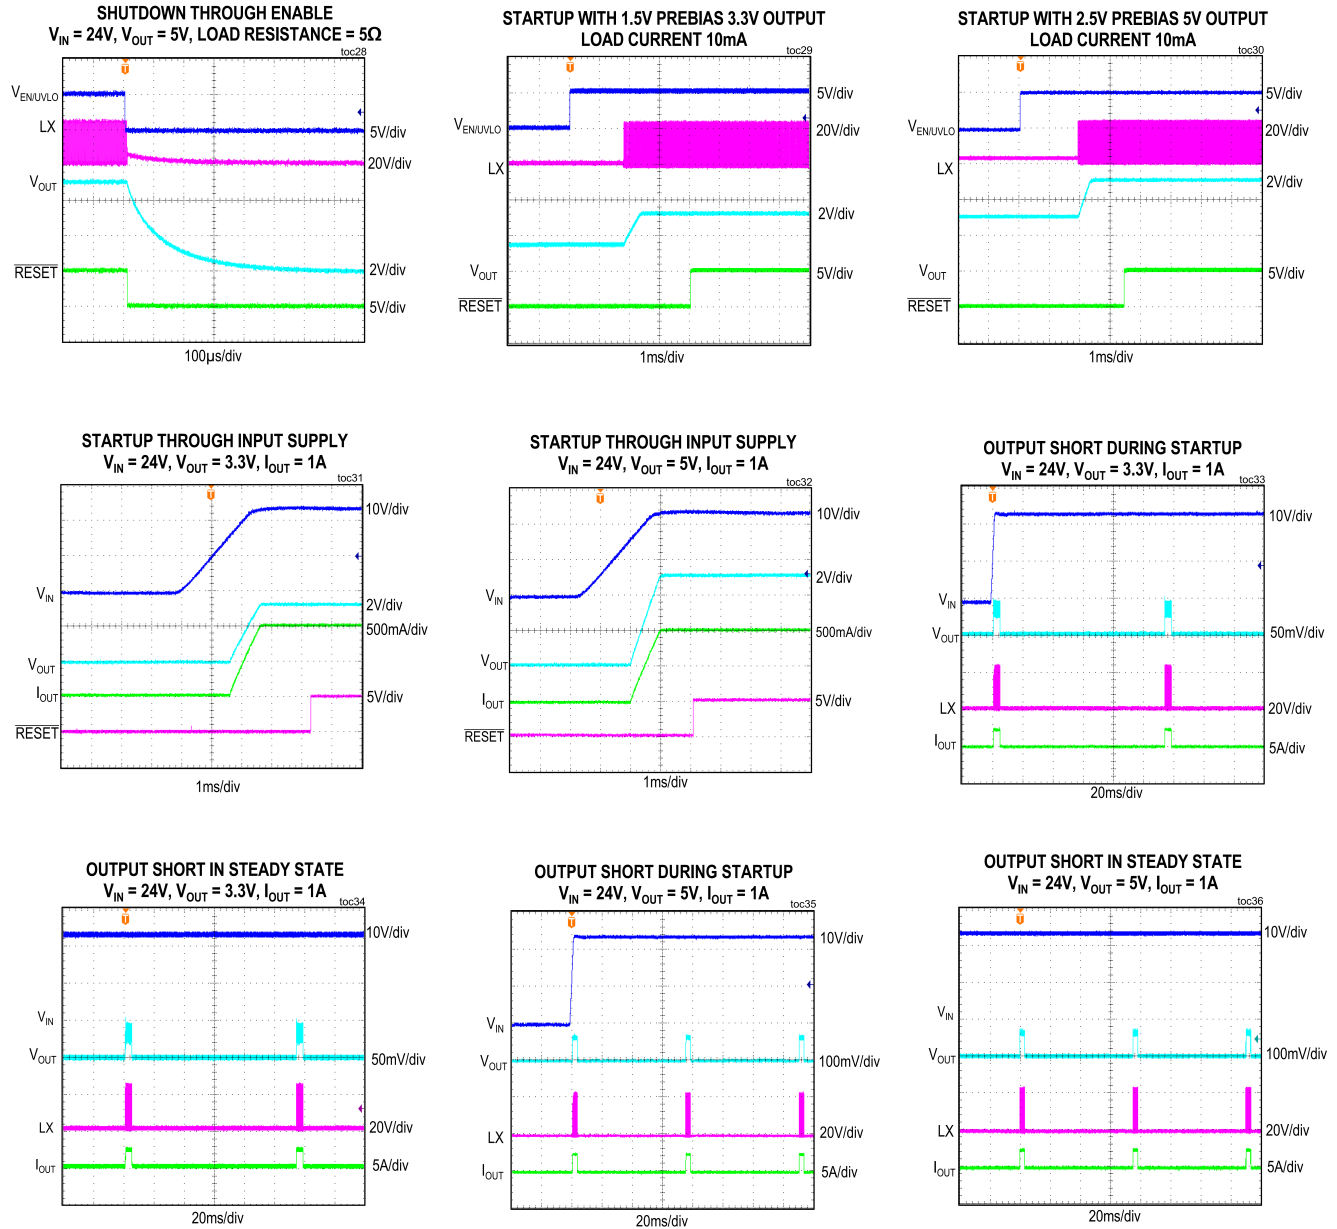 SHUTDOWN THROUGH ENABLE
VIN = 24V, VOUT = 5V, LOAD RESISTANCE = 5Ω
toc28
T
VEN/UVLO
LX
5V/div
20V/div
VOUT
RESET
2V/div
5V/div
100µs/div
STARTUP WITH 1.5V PREBIAS 3.3V OUTPUT
LOAD CURRENT 10mA
toc29
T
5V/div
VEN/UVLO
20V/div
LX
2V/div
VOUT
5V/div
RESET
1ms/div
STARTUP WITH 2.5V PREBIAS 5V OUTPUT
LOAD CURRENT 10mA
toc30
T
5V/div
VEN/UVLO
20V/div
LX
2V/div
VOUT
5V/div
RESET
1ms/div
STARTUP THROUGH INPUT SUPPLY
VIN = 24V, VOUT = 3.3V, IOUT = 1A
toc31
T
10V/div
VIN
2V/div
500mA/div
VOUT
IOUT
5V/div
RESET
1ms/div
STARTUP THROUGH INPUT SUPPLY
VIN = 24V, VOUT = 5V, IOUT = 1A
toc32
T
10V/div
2V/div
VIN
500mA/div
VOUT
IOUT
5V/div
RESET
1ms/div
OUTPUT SHORT DURING STARTUP
VIN = 24V, VOUT = 3.3V, IOUT = 1A
toc33
T
10V/div
VIN
VOUT
50mV/div
LX
20V/div
IOUT
5A/div
20ms/div
OUTPUT SHORT IN STEADY STATE
VIN = 24V, VOUT = 3.3V, IOUT = 1A
toc34
T
10V/div
VIN
VOUT
50mV/div
LX
20V/div
IOUT
5A/div
20ms/div
OUTPUT SHORT DURING STARTUP
VIN = 24V, VOUT = 5V, IOUT = 1A
toc35
T
10V/div
VIN
VOUT
100mV/div
LX
20V/div
IOUT
5A/div
20ms/div
OUTPUT SHORT IN STEADY STATE
VIN = 24V, VOUT = 5V, IOUT = 1A
toc36
T
10V/div
VIN
VOUT
100mV/div
LX
20V/div
IOUT
5A/div
20ms/div